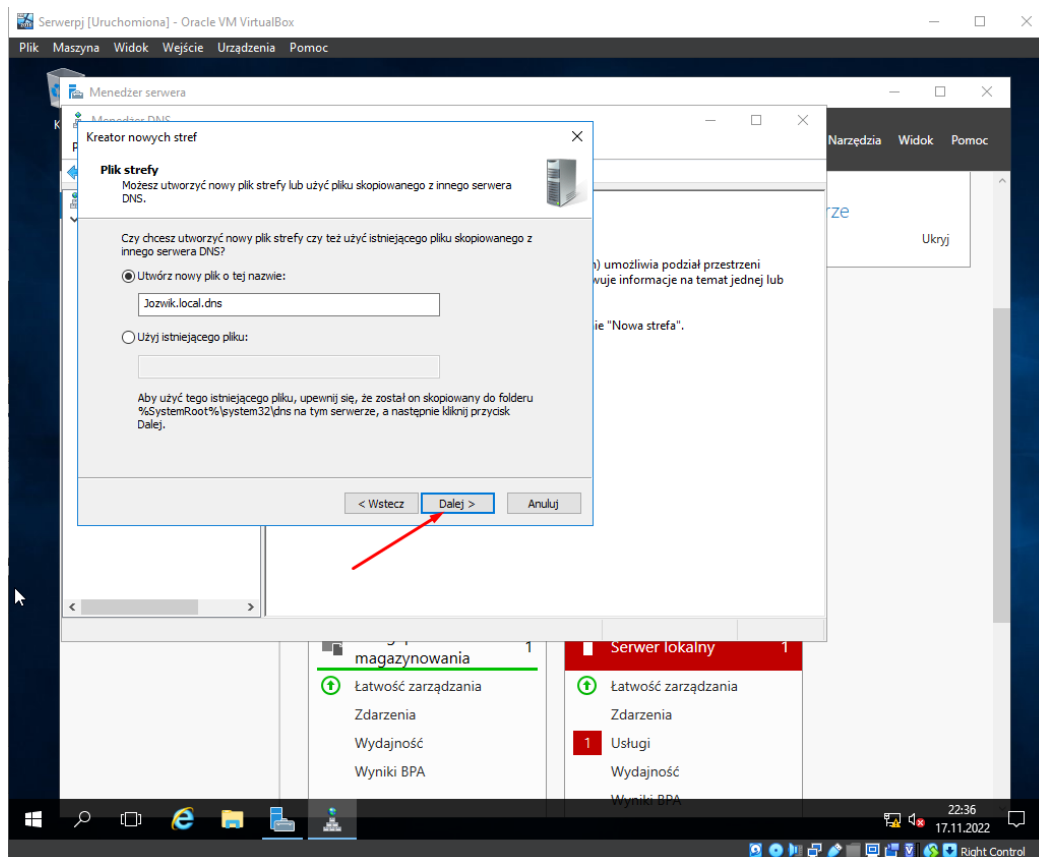 Serwerpj [Uruchomiona] - Oracle VM VirtualBox
Plik Maszyna Widok Wejście Urządzenia Pomoc
Menedżer serwera
Menedżer DNS
Narzędzia Widok Pomoc
Kreator nowych stref
Plik strefy
Możesz utworzyć nowy plik strefy lub użyć pliku skopiowanego z innego serwera
DNS.
Czy chcesz utworzyć nowy plik strefy czy też użyć istniejącego pliku skopiowanego z
innego serwera DNS?
Utwórz nowy plik o tej nazwie:
Jozwik.local.dns
Użyj istniejącego pliku:
Aby użyć tego istniejącego pliku, upewnij się, że został on skopiowany do folderu
%SystemRoot%\system32\dns na tym serwerze, a następnie kliknij przycisk
Dalej.
< Wstecz Dalej > Anuluj
rze
Ukryj
) umożliwia podział przestrzeni
wuje informacje na temat jednej lub
ie "Nowa strefa".
magazynowania 1
Łatwość zarządzania
Zdarzenia
Wydajność
Wyniki BPA
Serwer lokalny 1
Łatwość zarządzania
Zdarzenia
1 Usługi
Wydajność
Wyniki BPA
22:36
17.11.2022
Right Control